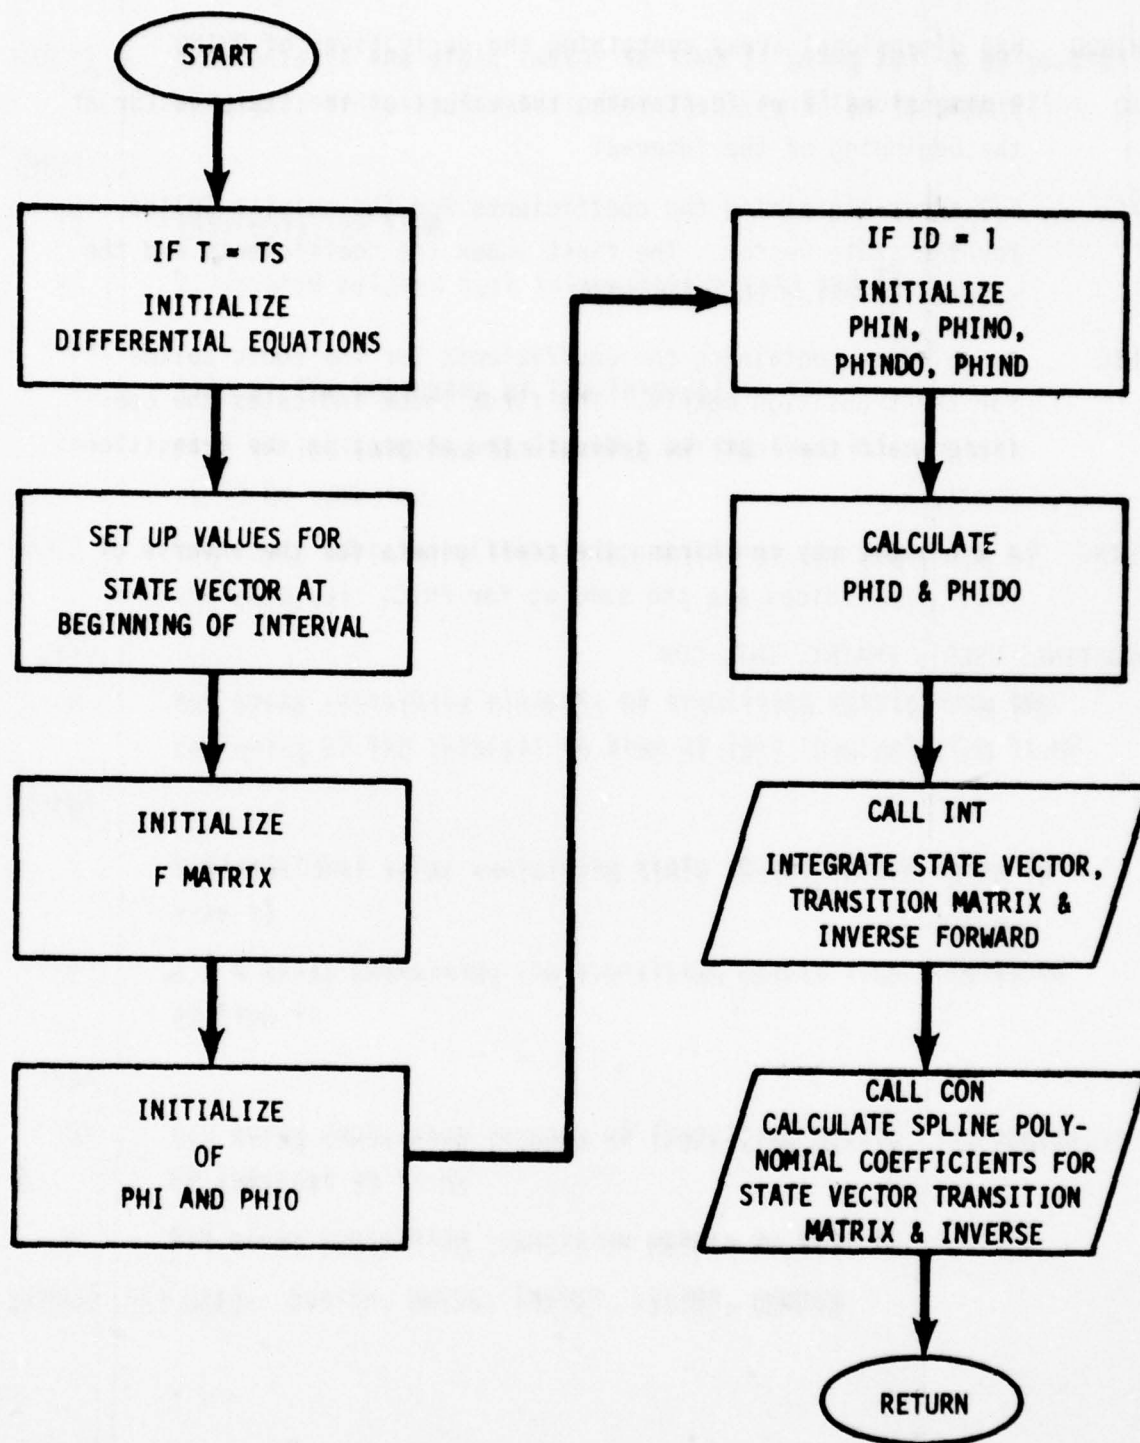 START
IF T = TS
INITIALIZE
DIFFERENTIAL EQUATIONS
SET UP VALUES FOR
STATE VECTOR AT
BEGINNING OF INTERVAL
INITIALIZE
F MATRIX
INITIALIZE
OF
PHI AND PHIO
IF ID = 1
INITIALIZE
PHIN, PHINO,
PHINDO, PHIND
CALCULATE
PHID & PHIDO
CALL INT
INTEGRATE STATE VECTOR,
TRANSITION MATRIX &
INVERSE FORWARD
CALL CON
CALCULATE SPLINE POLY-
NOMIAL COEFFICIENTS FOR
STATE VECTOR TRANSITION
MATRIX & INVERSE
RETURN